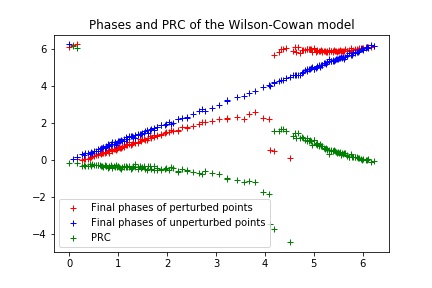 Phases and PRC of the Wilson-Cowan model
6
4
2
0
−2
−4
Final phases of perturbed points
Final phases of unperturbed points
PRC
0 1 2 3 4 5 6